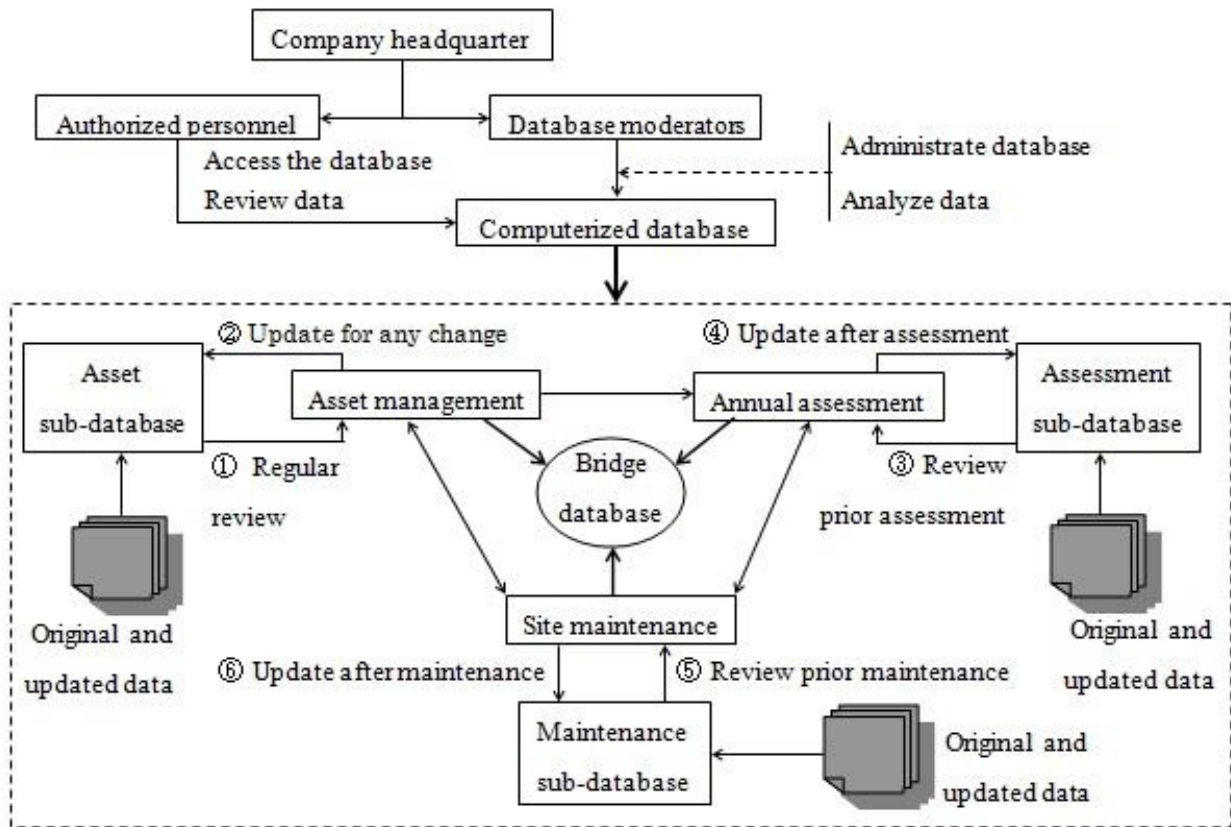 Company headquarter
Authorized personnel
Database moderators
Access the database
Review data
Administrate database
Analyze data
Computerized database
② Update for any change
④ Update after assessment
Asset
sub-database
Asset management
Annual assessment
Assessment
sub-database
① Regular
review
Bridge
database
③ Review
prior assessment
Original and
updated data
Site maintenance
Original and
updated data
⑥ Update after maintenance
⑤ Review prior maintenance
Maintenance
sub-database
Original and
updated data